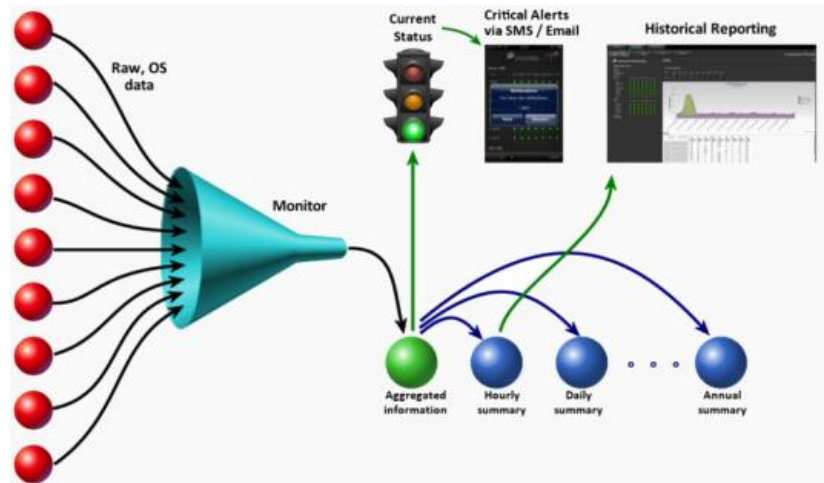 Raw, OS
data
Monitor
Current
Status
Critical Alerts
via SMS / Email
Historical Reporting
Aggregated
information
Hourly
summary
Daily
summary
Annual
summary